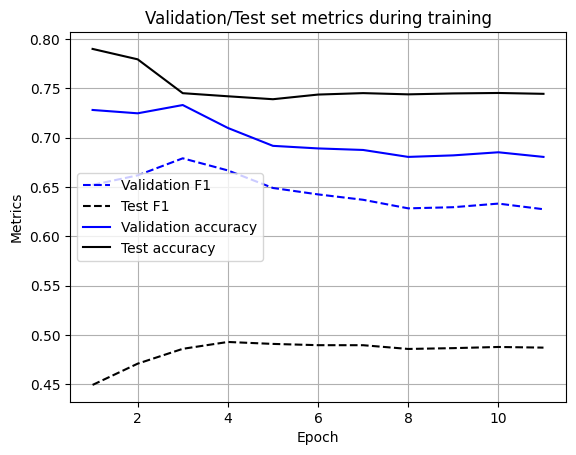 Validation/Test set metrics during training
0.80
0.75
0.70
0.65
0.60
0.55
0.50
0.45
Metrics
Validation F1
Test F1
Validation accuracy
Test accuracy
2
4
6
8
10
Epoch